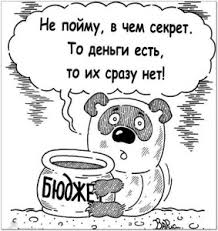 Не пойму, в чем секрет.
То деньги есть,
то их сразу нет!
БЮДЖЕ